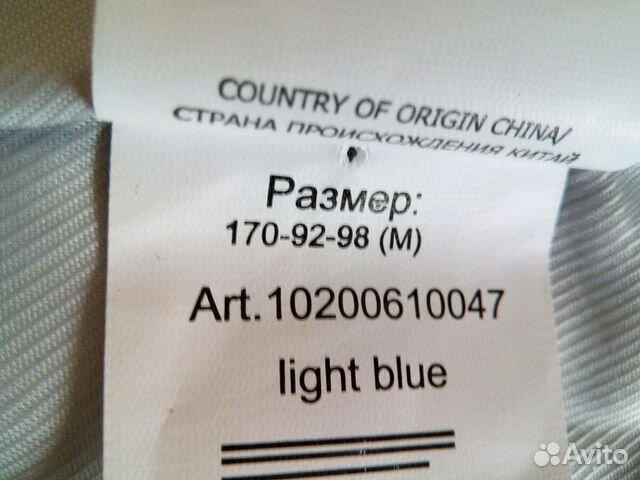 COUNTRY OF ORIGIN CHINA/
СТРАНА ПРОИСХОЖДЕНИЯ КИТАЙ
Размер:
170-92-98 (M)
Art.10200610047
light blue
Avito